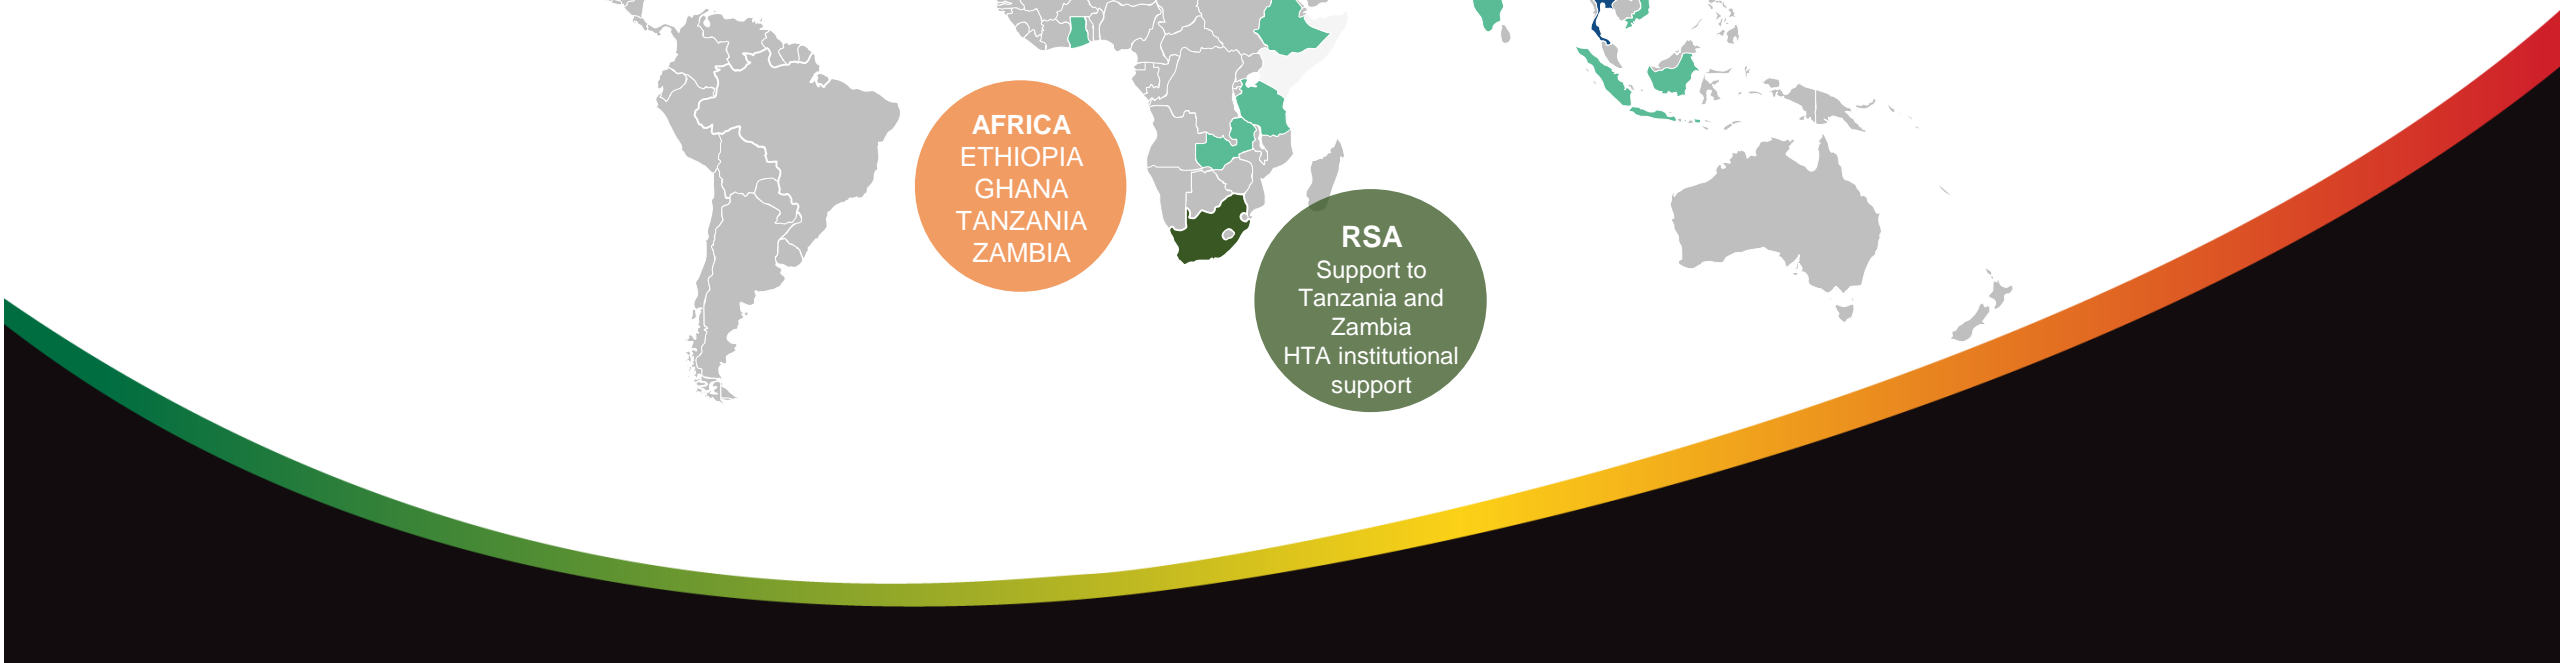 AFRICA
ETHIOPIA
GHANA
TANZANIA
ZAMBIA
RSA
Support to
Tanzania and
Zambia
HTA institutional
support